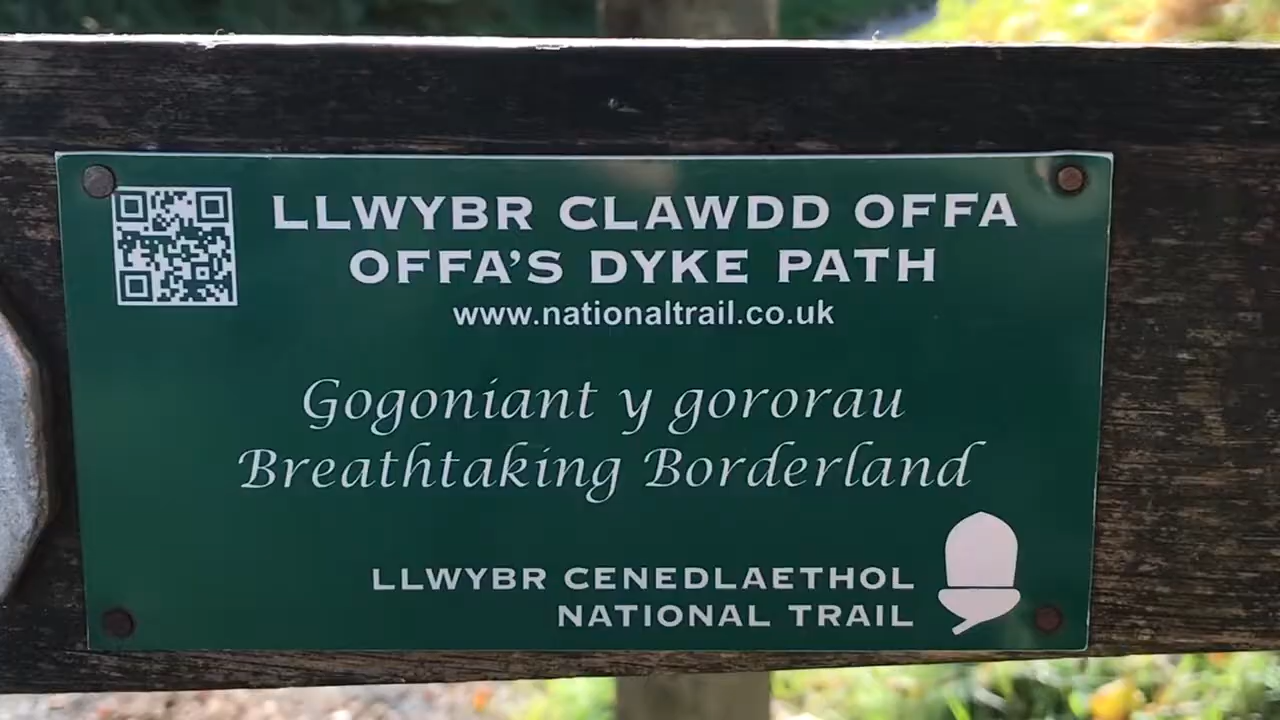 LLWYBR CLAWDD OFFA
OFFA'S DYKE PATH
www.nationaltrail.co.uk
Gogoniant y gororau
Breathtaking Borderland
LLWYBR CENEDLAETHOL
NATIONAL TRAIL